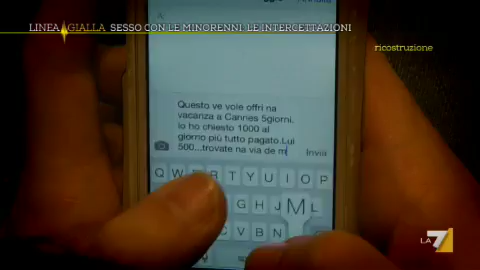 LINEA GIALLA SESSO CON LE MINORENNI: LE INTERCETTAZIONI
ricostruzione
A:
Questo ve vole offri na
vacanza a Cannes 5giorni.
Io ho chiesto 1000 al
giorno più tutto pagato.Lui
500...trovate na via de m
Invia
T Y U I O P
G H J M L
C V B N
LA7